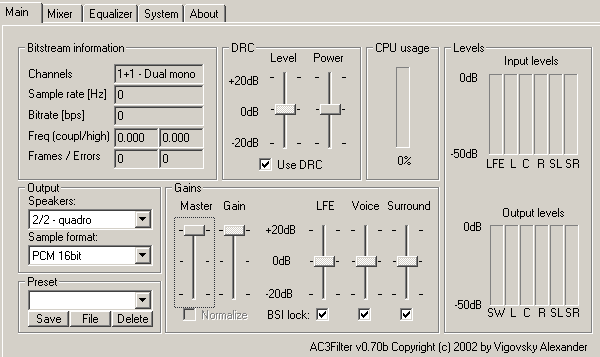 Main Mixer Equalizer System About
Bitstream information
Channels 1+1 - Dual mono
Sample rate [Hz] 0
Bitrate [bps] 0
Freq (coupl/high) 0.000 0.000
Frames / Errors 0 0
DRC
Level Power
+20dB
0dB
-20dB
Use DRC
CPU usage
0%
Levels
Input levels
0dB
-50dB
LFE L C R SL SR
Output
Speakers:
2/2 - quadro
Sample format:
PCM 16bit
Gains
Master Gain LFE Voice Surround
+20dB
0dB
-20dB
Normalize BSI lock:
Output levels
0dB
-50dB
SW L C R SL SR
Preset
Save File Delete
AC3Filter v0.70b Copyright (c) 2002 by Vigovsky Alexander